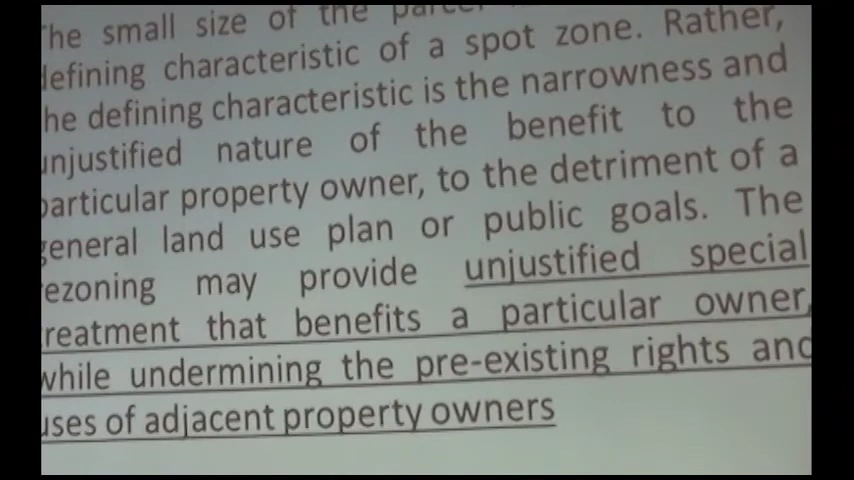 The small size of the
defining characteristic of a spot zone. Rather,
the defining characteristic is the narrowness and
unjustified nature of the benefit to the
particular property owner, to the detriment of a
general land use plan or public goals. The
rezoning may provide unjustified special
treatment that benefits a particular owner,
while undermining the pre-existing rights and
uses of adjacent property owners